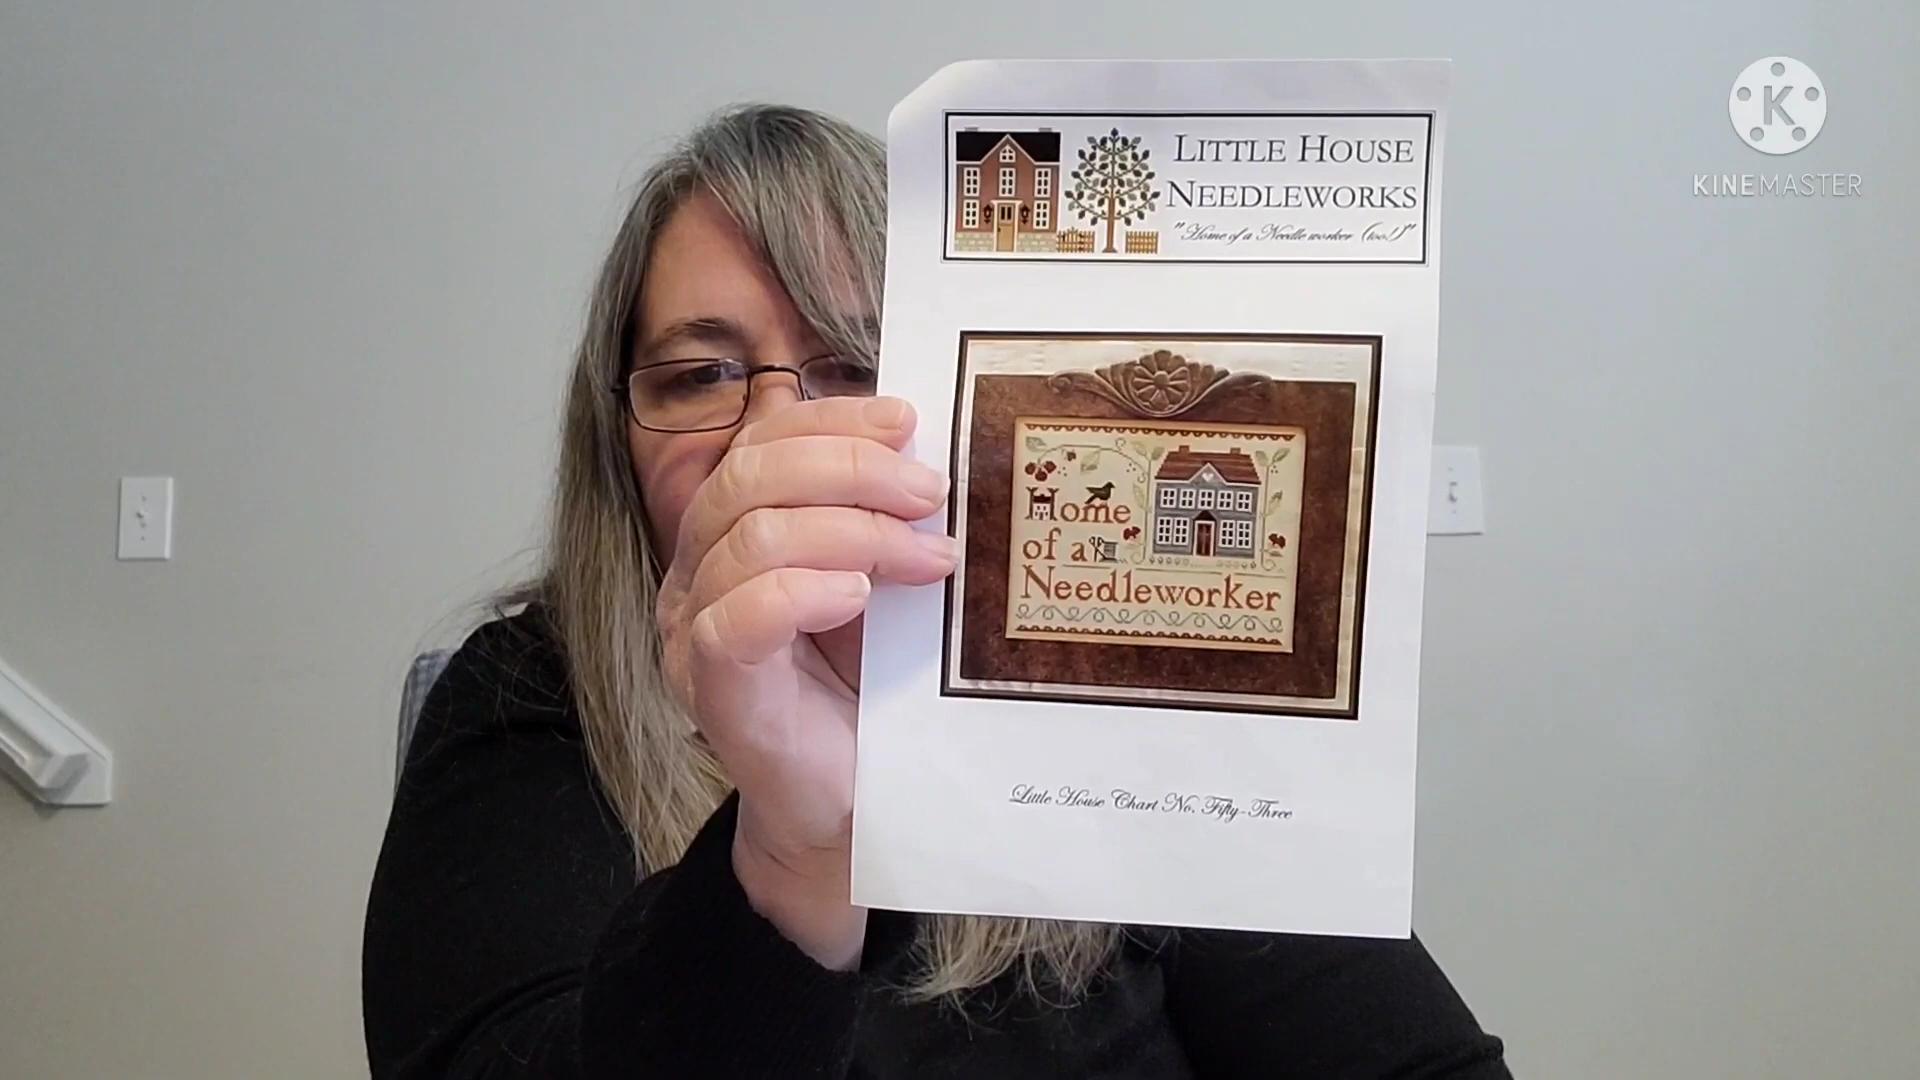 LITTLE HOUSE
NEEDLEWORKS
"Home of a Needleworker (too!)"
Home
of a
Needleworker
Little House Chart No. Fifty-Three
K
KINEMASTER